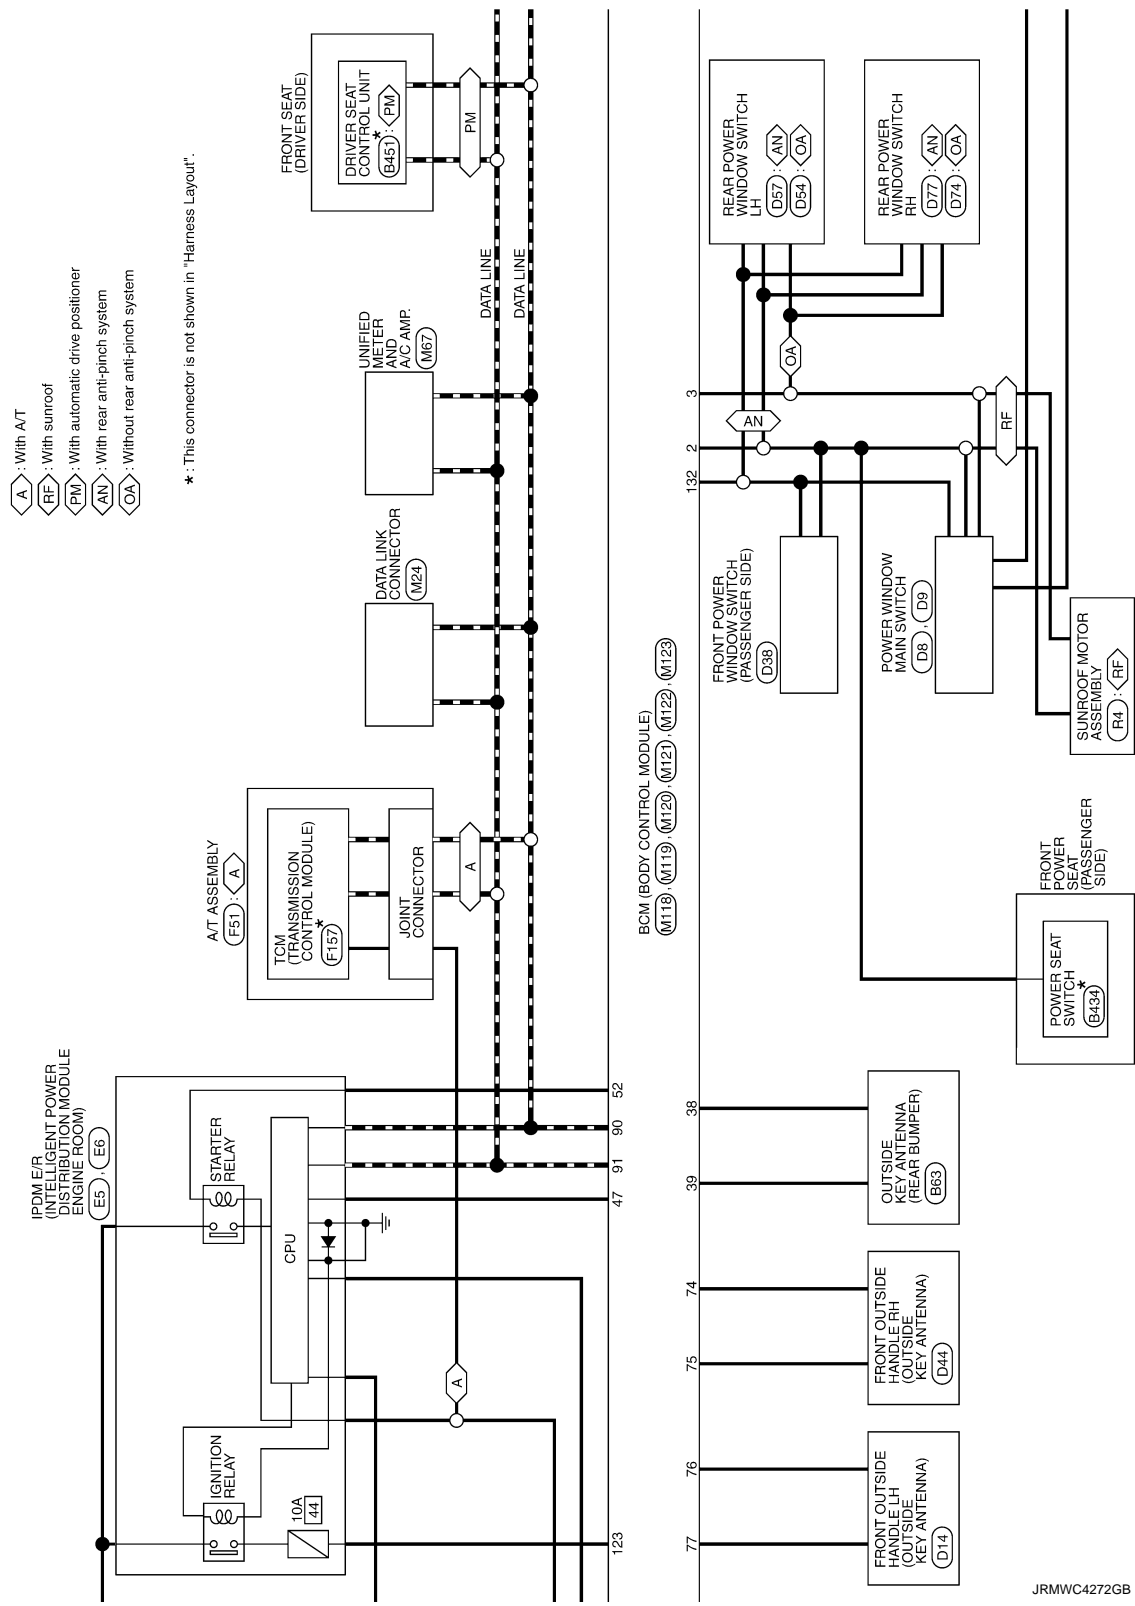 A : With A/T
RF : With sunroof
PM : With automatic drive positioner
AN : With rear anti-pinch system
OA : Without rear anti-pinch system
* : This connector is not shown in "Harness Layout".
IPDM E/R
(INTELLIGENT POWER
DISTRIBUTION MODULE
ENGINE ROOM)
E5 , E6
IGNITION
RELAY
10A
44
STARTER
RELAY
CPU
A
A/T ASSEMBLY
F51 : A
TCM
(TRANSMISSION
CONTROL MODULE)
*
F157
JOINT
CONNECTOR
A
DATA LINK
CONNECTOR
M24
UNIFIED
METER
AND
A/C AMP.
M67
DATA LINE
DATA LINE
FRONT SEAT
(DRIVER SIDE)
DRIVER SEAT
CONTROL UNIT
*
B451 : PM
PM
123
47
91
90
52
BCM (BODY CONTROL MODULE)
M118 , M119 , M120 , M121 , M122 , M123
77
76
75
74
39
38
132
2
3
FRONT OUTSIDE
HANDLE LH
(OUTSIDE
KEY ANTENNA)
D14
FRONT OUTSIDE
HANDLE RH
(OUTSIDE
KEY ANTENNA)
D44
OUTSIDE
KEY ANTENNA
(REAR BUMPER)
B63
FRONT
POWER
SEAT
(PASSENGER
SIDE)
POWER SEAT
SWITCH
*
B434
FRONT POWER
WINDOW SWITCH
(PASSENGER SIDE)
D38
POWER WINDOW
MAIN SWITCH
D8 , D9
SUNROOF MOTOR
ASSEMBLY
R4 : RF
AN
OA
RF
REAR POWER
WINDOW SWITCH
LH
D57 : AN
D54 : OA
REAR POWER
WINDOW SWITCH
RH
D77 : AN
D74 : OA
JRMWC4272GB